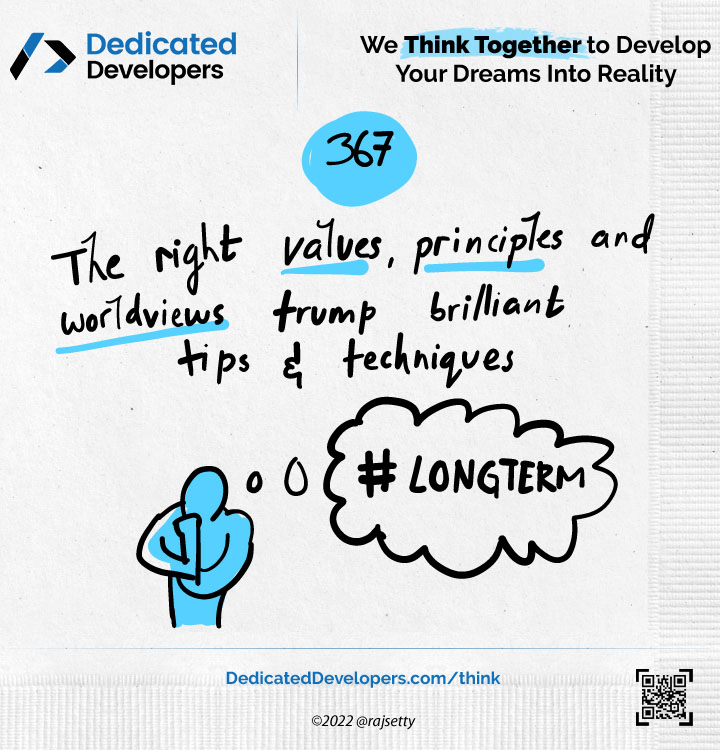 Dedicated
Developers
We Think Together to Develop
Your Dreams Into Reality
367
The right values, principles and
worldviews trump brilliant
tips & techniques
# LONGTERM
DedicatedDevelopers.com/think
©2022 @rajsetty